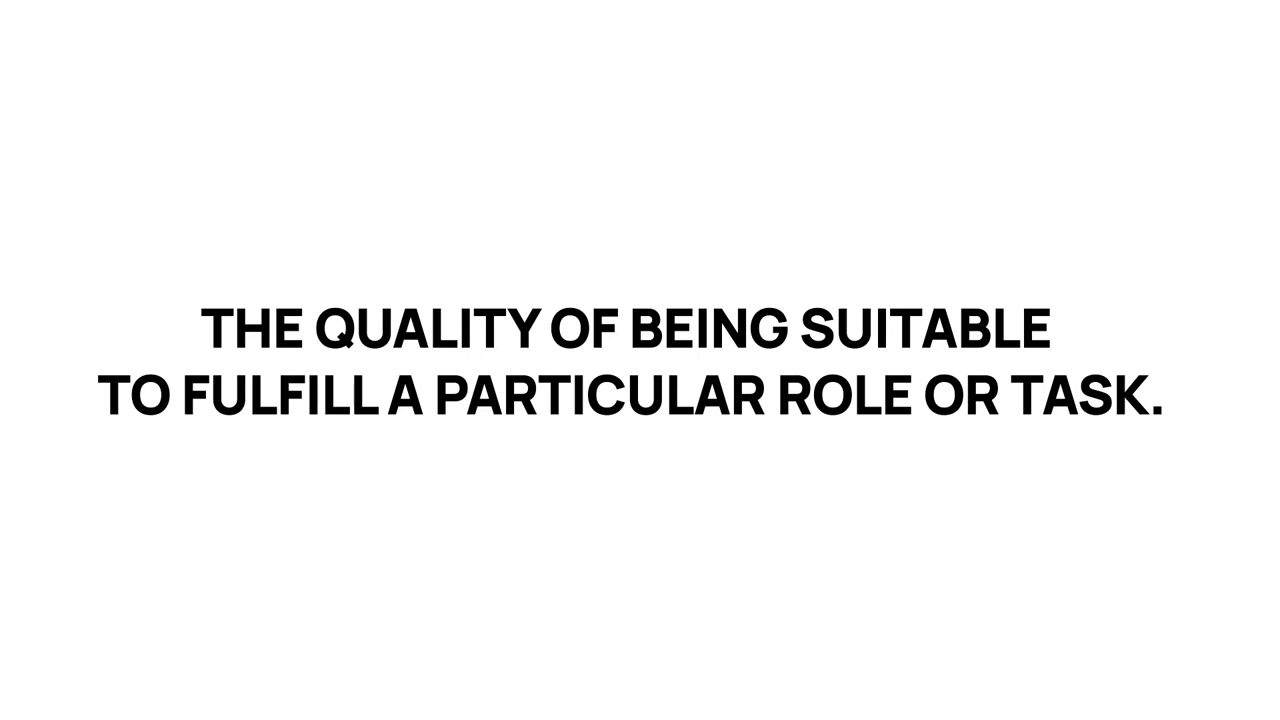 THE QUALITY OF BEING SUITABLE
TO FULFILL A PARTICULAR ROLE OR TASK.